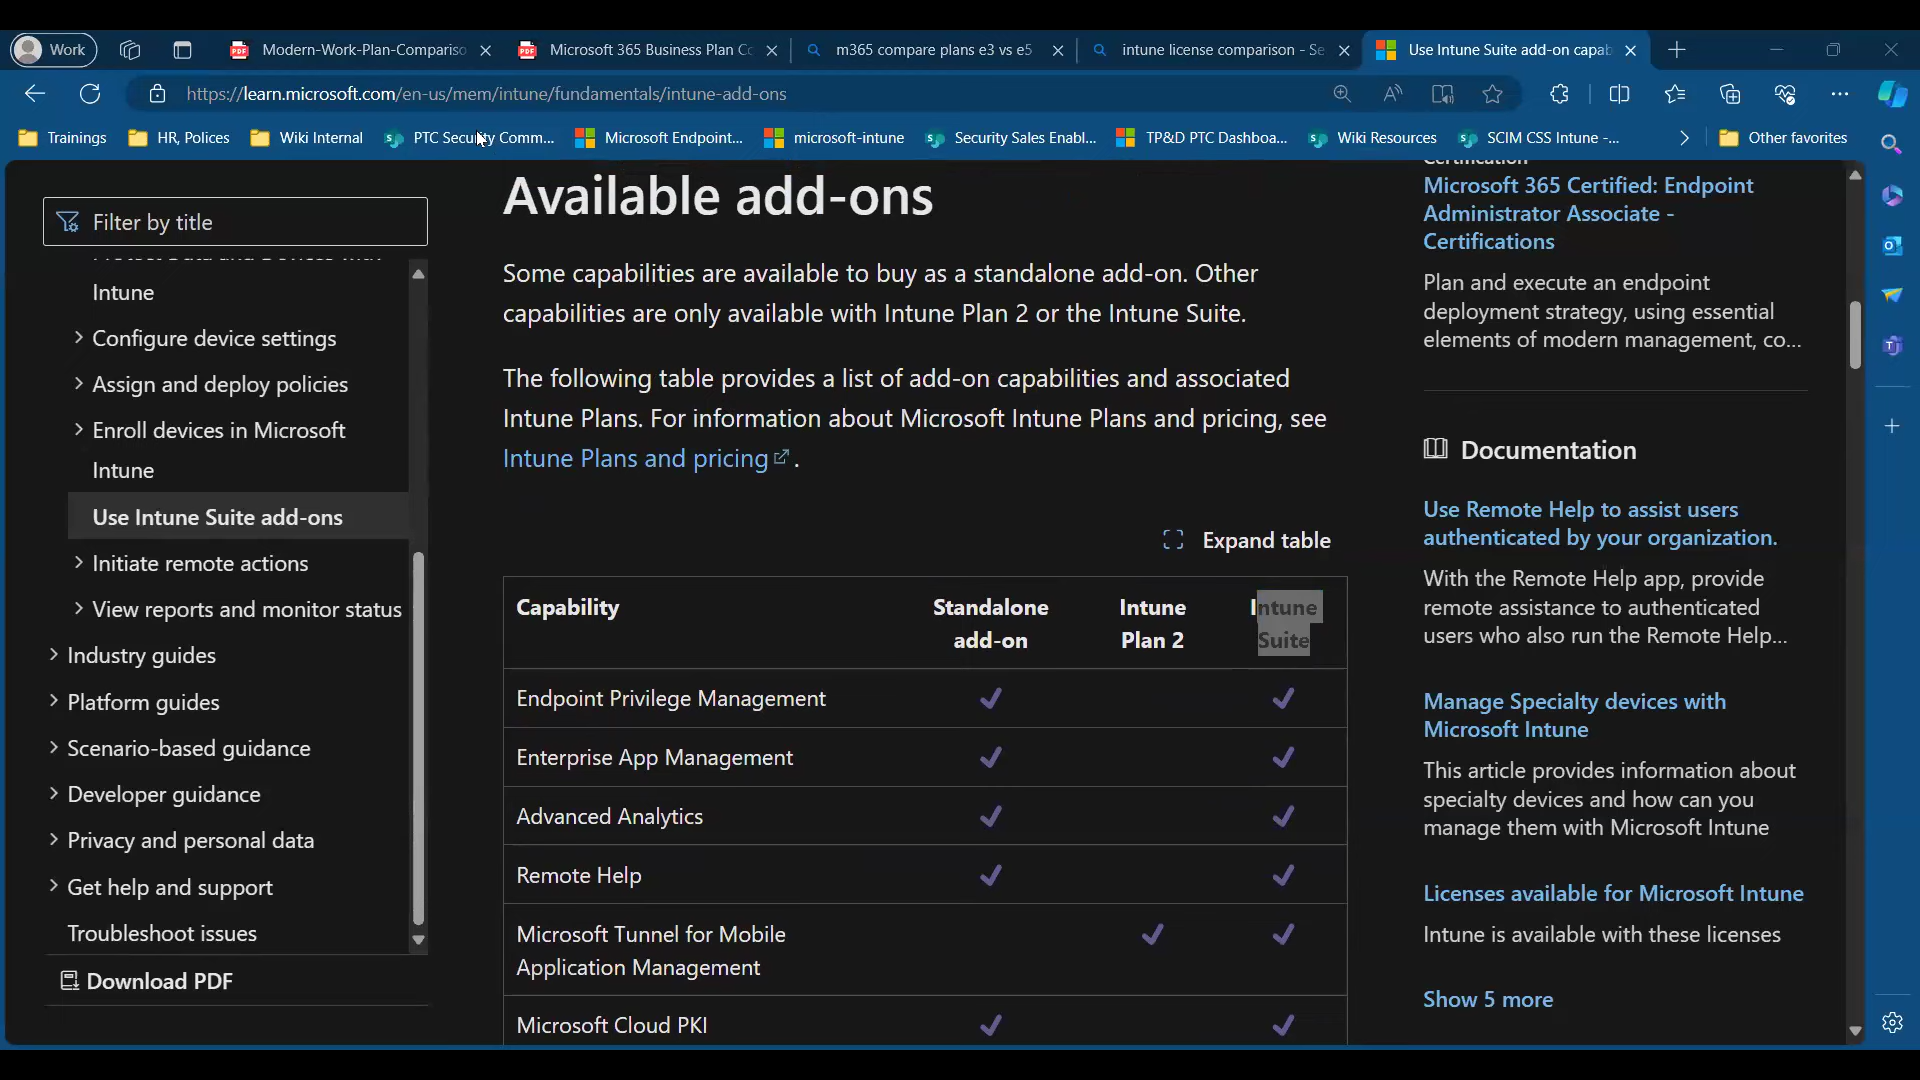 Work
Modern-Work-Plan-Compariso
Microsoft 365 Business Plan Cc
m365 compare plans e3 vs e5
intune license comparison - Se
Use Intune Suite add-on capab
https://learn.microsoft.com/en-us/mem/intune/fundamentals/intune-add-ons
Trainings
HR, Polices
Wiki Internal
PTC Security Comm...
Microsoft Endpoint...
microsoft-intune
Security Sales Enabl...
TP&D PTC Dashboa...
Wiki Resources
SCIM CSS Intune -...
Other favorites
Filter by title
Protect Data and Devices with
Intune
Configure device settings
Assign and deploy policies
Enroll devices in Microsoft
Intune
Use Intune Suite add-ons
Initiate remote actions
View reports and monitor status
Industry guides
Platform guides
Scenario-based guidance
Developer guidance
Privacy and personal data
Get help and support
Troubleshoot issues
Download PDF
Available add-ons
Some capabilities are available to buy as a standalone add-on. Other
capabilities are only available with Intune Plan 2 or the Intune Suite.
The following table provides a list of add-on capabilities and associated
Intune Plans. For information about Microsoft Intune Plans and pricing, see
Intune Plans and pricing .
Expand table
Capability
Standalone
add-on
Intune
Plan 2
Intune
Suite
Endpoint Privilege Management
Enterprise App Management
Advanced Analytics
Remote Help
Microsoft Tunnel for Mobile
Application Management
Microsoft Cloud PKI
Certification
Microsoft 365 Certified: Endpoint
Administrator Associate -
Certifications
Plan and execute an endpoint
deployment strategy, using essential
elements of modern management, co...
Documentation
Use Remote Help to assist users
authenticated by your organization.
With the Remote Help app, provide
remote assistance to authenticated
users who also run the Remote Help...
Manage Specialty devices with
Microsoft Intune
This article provides information about
specialty devices and how can you
manage them with Microsoft Intune
Licenses available for Microsoft Intune
Intune is available with these licenses
Show 5 more